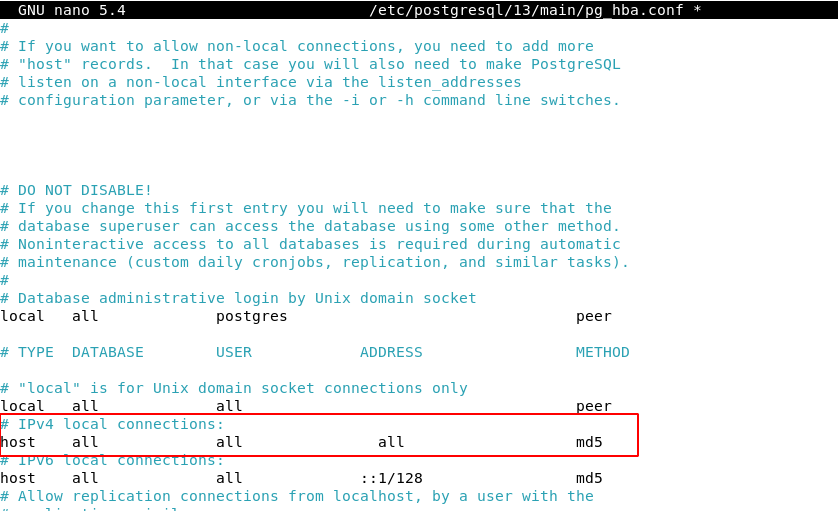 GNU nano 5.4 /etc/postgresql/13/main/pg_hba.conf *
#
# If you want to allow non-local connections, you need to add more
# "host" records.  In that case you will also need to make PostgreSQL
# listen on a non-local interface via the listen_addresses
# configuration parameter, or via the -i or -h command line switches.
# DO NOT DISABLE!
# If you change this first entry you will need to make sure that the
# database superuser can access the database using some other method.
# Noninteractive access to all databases is required during automatic
# maintenance (custom daily cronjobs, replication, and similar tasks).
#
# Database administrative login by Unix domain socket
local   all             postgres                                peer
# TYPE  DATABASE        USER            ADDRESS                 METHOD
# "local" is for Unix domain socket connections only
local   all             all                                     peer
# IPv4 local connections:
host    all             all               all                   md5
# IPv6 local connections:
host    all             all             ::1/128                 md5
# Allow replication connections from localhost, by a user with the